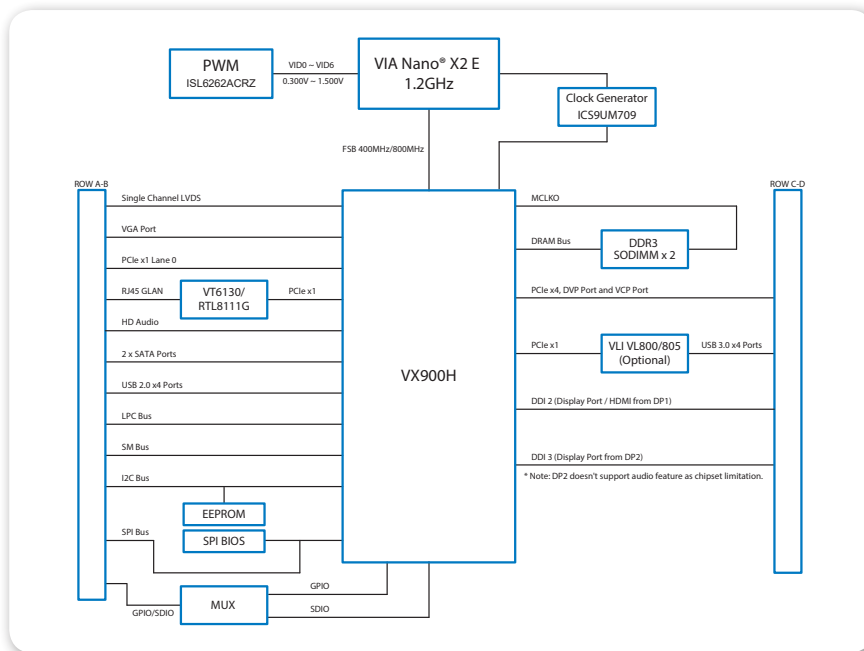 PWM
ISL6262ACRZ
VID0 ~ VID6
0.300V ~ 1.500V
VIA Nano® X2 E
1.2GHz
Clock Generator
ICS9UM709
FSB 400MHz/800MHz
ROW A-B
ROW C-D
Single Channel LVDS
VGA Port
PCIe x1 Lane 0
RJ45 GLAN
VT6130/
RTL8111G
PCIe x1
HD Audio
2 x SATA Ports
USB 2.0 x4 Ports
LPC Bus
SM Bus
I2C Bus
EEPROM
SPI Bus
SPI BIOS
GPIO/SDIO
MUX
GPIO
SDIO
VX900H
MCLKO
DRAM Bus
DDR3
SODIMM x 2
PCIe x4, DVP Port and VCP Port
PCIe x1
VLI VL800/805
(Optional)
USB 3.0 x4 Ports
DDI 2 (Display Port / HDMI from DP1)
DDI 3 (Display Port from DP2)
* Note: DP2 doesn't support audio feature as chipset limitation.